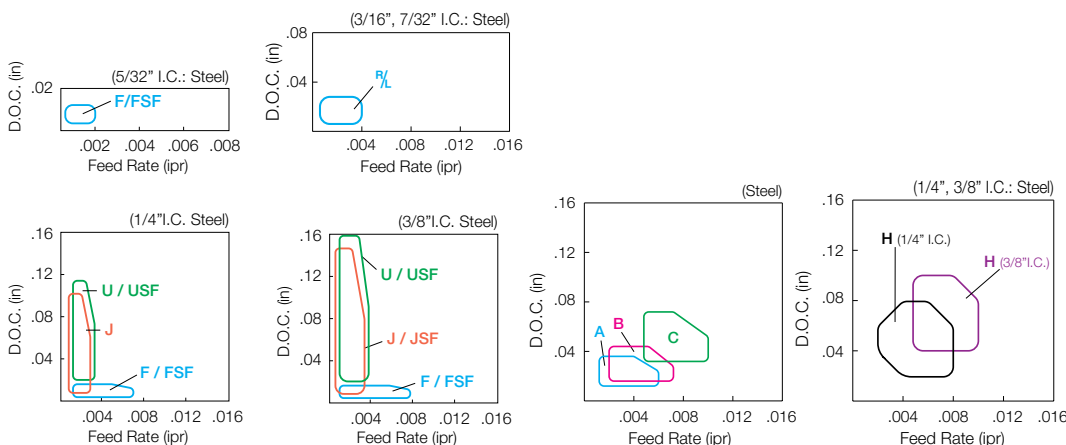 (5/32” I.C.: Steel)
D.O.C. (in)
.02
F/FSF
.002 .004 .006 .008
Feed Rate (ipr)
(3/16”, 7/32” I.C.: Steel)
D.O.C. (in)
.08
.04
R/L
.004 .008 .012 .016
Feed Rate (ipr)
(1/4”I.C. Steel)
D.O.C. (in)
.16
.12
.08
.04
U / USF
J
F / FSF
.004 .008 .012 .016
Feed Rate (ipr)
(3/8”I.C. Steel)
D.O.C. (in)
.16
.12
.08
.04
U / USF
J / JSF
F / FSF
.004 .008 .012 .016
Feed Rate (ipr)
(Steel)
D.O.C. (in)
.16
.12
.08
.04
A
B
C
.004 .008 .012 .016
Feed Rate (ipr)
(1/4”, 3/8” I.C.: Steel)
D.O.C. (in)
.16
.12
.08
.04
H (1/4” I.C.)
H (3/8”I.C.)
.004 .008 .012 .016
Feed Rate (ipr)